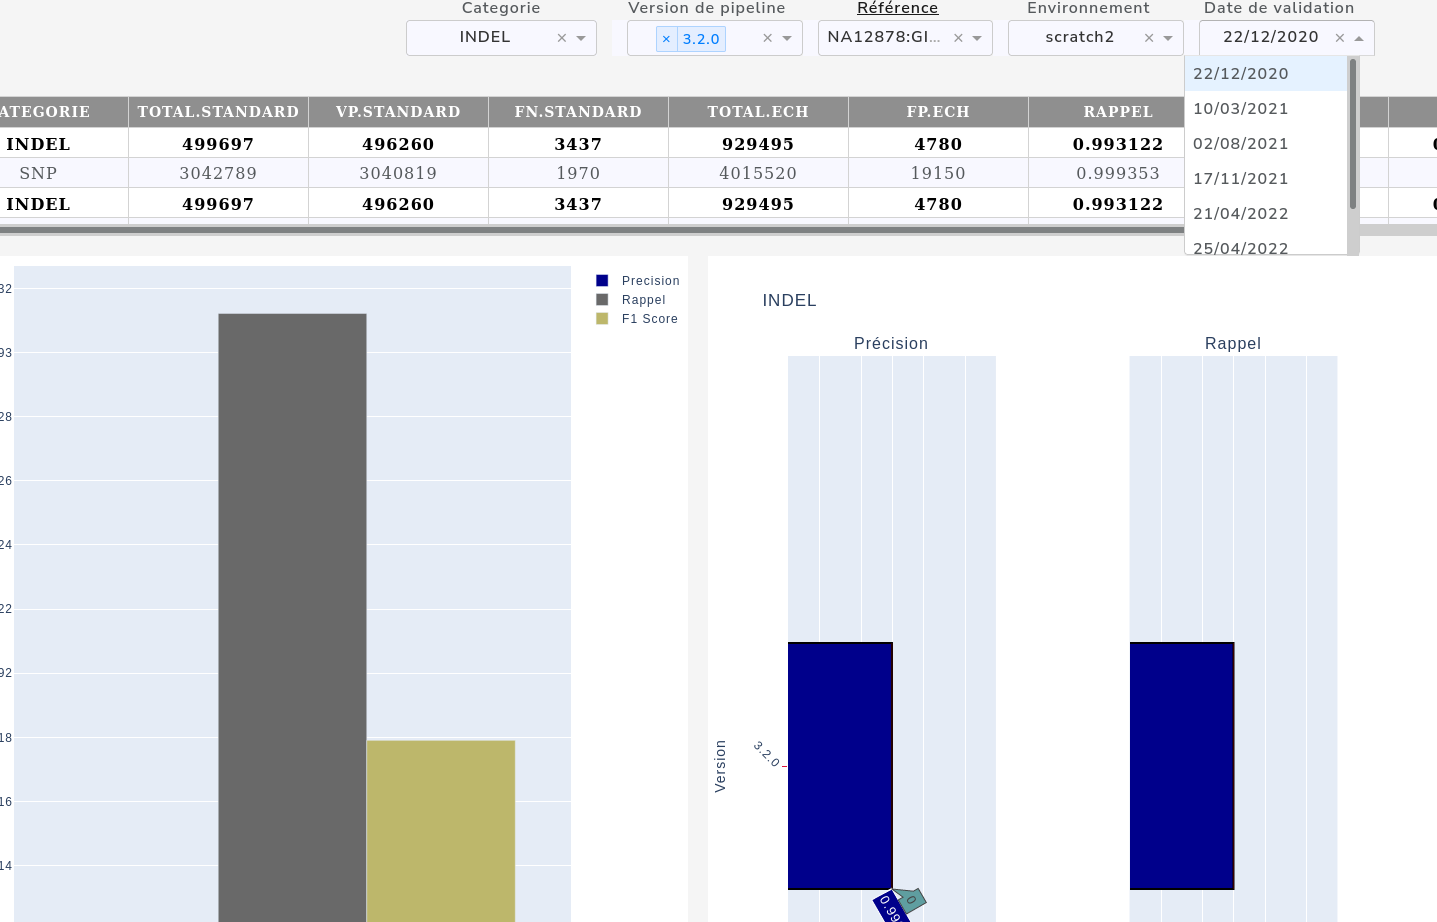 Categorie Version de pipeline Référence Environnement Date de validation
INDEL × × 3.2.0 × NA12878:GI... × scratch2 × 22/12/2020 ×
22/12/2020
10/03/2021
02/08/2021
17/11/2021
21/04/2022
25/04/2022
ATEGORIE TOTAL.STANDARD VP.STANDARD FN.STANDARD TOTAL.ECH FP.ECH RAPPEL
INDEL 499697 496260 3437 929495 4780 0.993122
SNP 3042789 3040819 1970 4015520 19150 0.999353
INDEL 499697 496260 3437 929495 4780 0.993122
32
93
28
26
24
22
92
18
16
14
Precision
Rappel
F1 Score
INDEL
Précision Rappel
Version
3.2.0
0.99
0